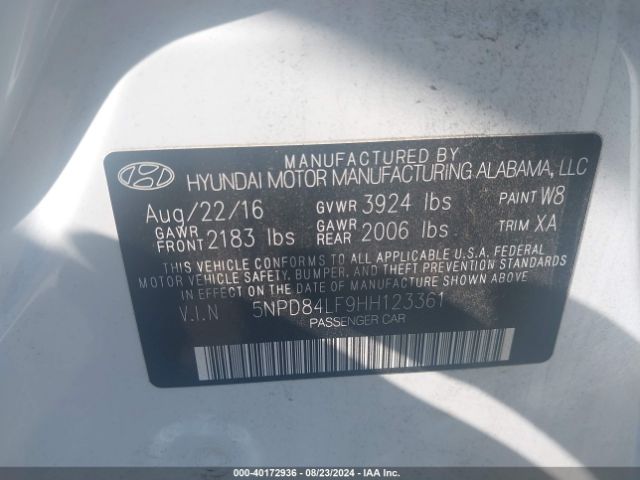 MANUFACTURED BY
HYUNDAI MOTOR MANUFACTURING ALABAMA, LLC
Aug/22/16 GVWR 3924 lbs PAINT W8
GAWR FRONT 2183 lbs GAWR REAR 2006 lbs TRIM XA
THIS VEHICLE CONFORMS TO ALL APPLICABLE U.S.A. FEDERAL
MOTOR VEHICLE SAFETY, BUMPER, AND THEFT PREVENTION
STANDARDS IN EFFECT ON THE DATE OF MANUFACTURE SHOWN ABOVE.
V.I.N 5NPD84LF9HH123361
PASSENGER CAR
000-40172936 - 08/23/2024 - IAA Holdings, LLC.